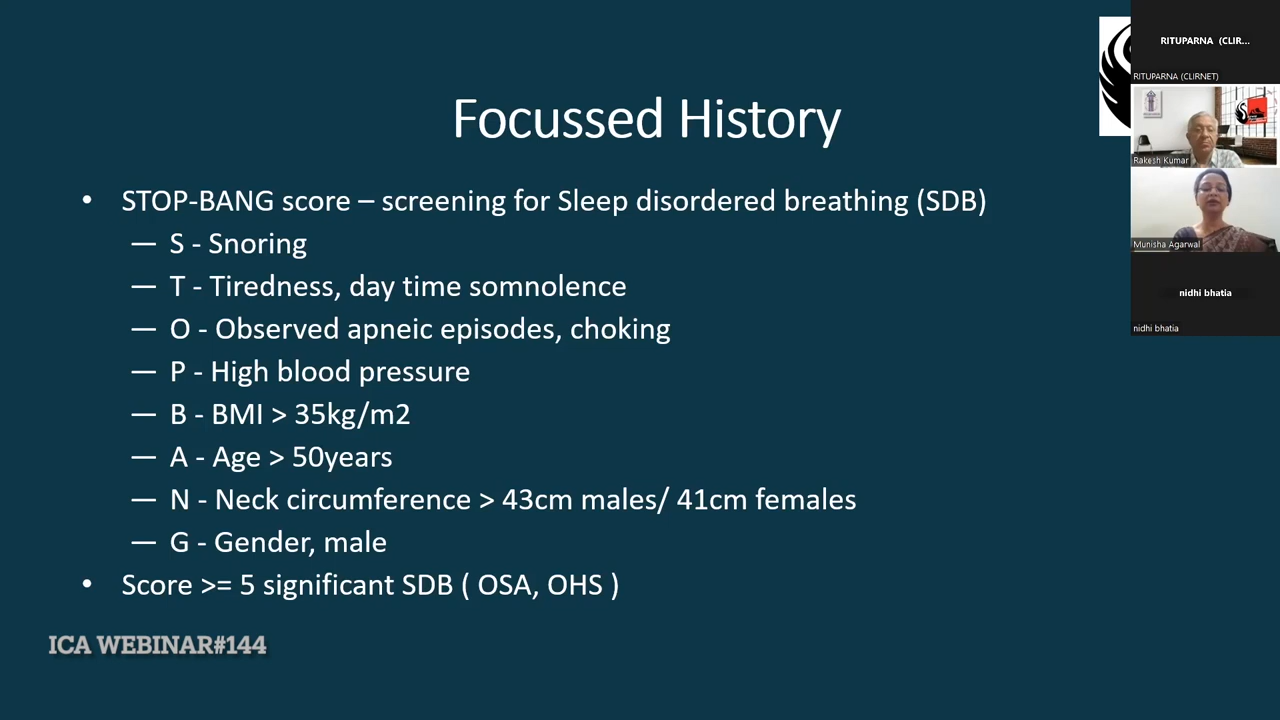 Focussed History
• STOP-BANG score – screening for Sleep disordered breathing (SDB)
— S - Snoring
— T - Tiredness, day time somnolence
— O - Observed apneic episodes, choking
— P - High blood pressure
— B - BMI > 35kg/m2
— A - Age > 50years
— N - Neck circumference > 43cm males/ 41cm females
— G - Gender, male
• Score >= 5 significant SDB ( OSA, OHS )
ICA WEBINAR#144
RITUPARNA (CLIR...
RITUPARNA (CLIRNET)
Rakesh Kumar
Munisha Agarwal
nidhi bhatia
nidhi bhatia